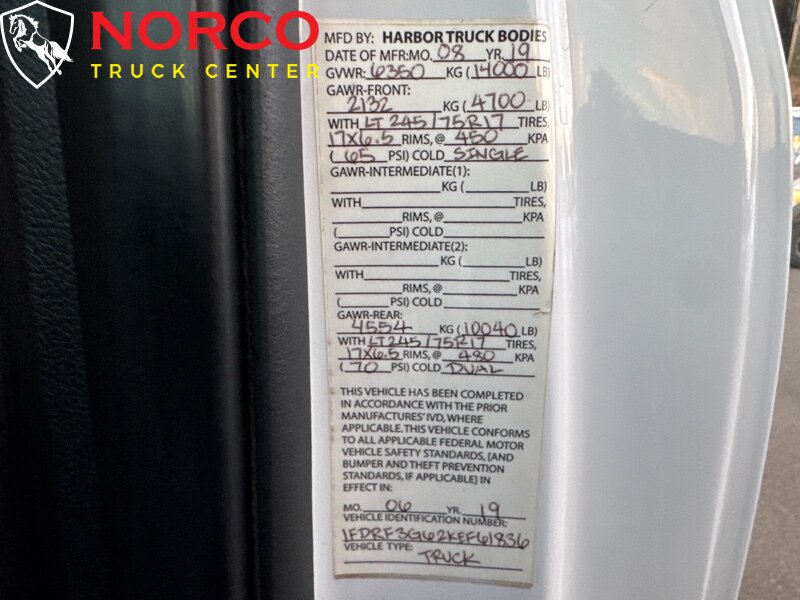 NORCO
TRUCK CENTER
MFD BY: HARBOR TRUCK BODIES
DATE OF MFR: MO. 08 YR. 19
GVWR: 6350 KG (14000 LB)
GAWR-FRONT:
2132 KG (4700 LB)
WITH LT 245/75R17 TIRES,
17X6.5 RIMS, @ 450 KPA
(65 PSI) COLD SINGLE
GAWR-INTERMEDIATE(1):
KG ( LB)
WITH TIRES,
RIMS, @ KPA
( PSI) COLD
GAWR-INTERMEDIATE(2):
KG ( LB)
WITH TIRES,
RIMS, @ KPA
( PSI) COLD
GAWR-REAR:
4554 KG (10040 LB)
WITH LT245/75R17 TIRES,
17X6.5 RIMS, @ 480 KPA
(70 PSI) COLD DUAL
THIS VEHICLE HAS BEEN COMPLETED
IN ACCORDANCE WITH THE PRIOR
MANUFACTURES' IVD, WHERE
APPLICABLE. THIS VEHICLE CONFORMS
TO ALL APPLICABLE FEDERAL MOTOR
VEHICLE SAFETY STANDARDS, [AND
BUMPER AND THEFT PREVENTION
STANDARDS, IF APPLICABLE] IN
EFFECT IN:
MO. 06 YR. 19
VEHICLE IDENTIFICATION NUMBER:
1FDRF3G62KEF61836
VEHICLE TYPE: TRUCK